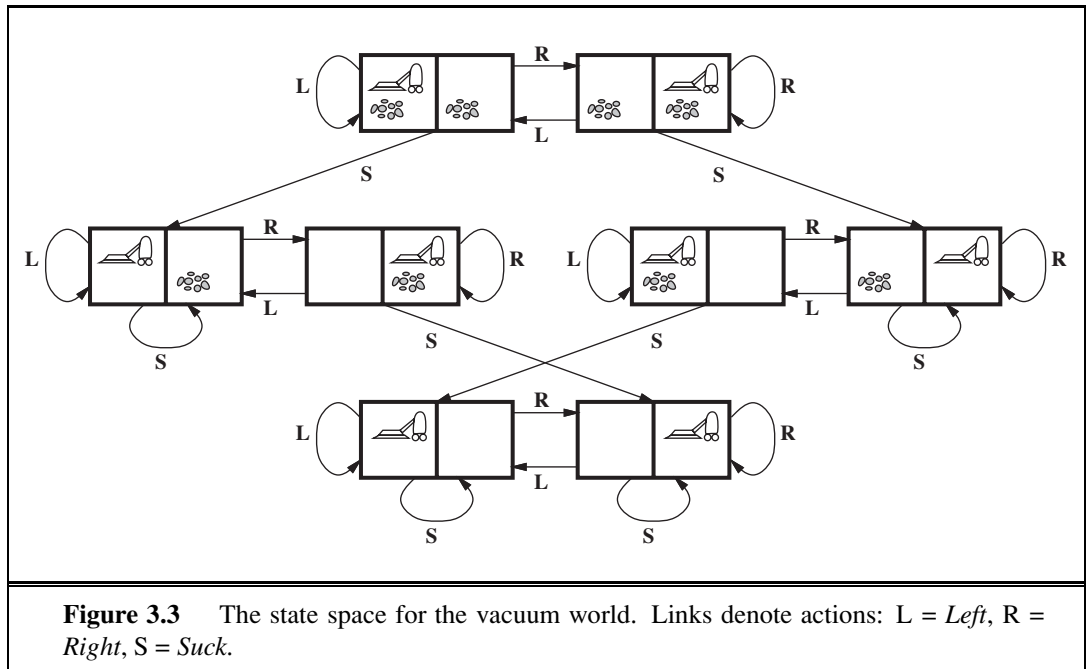 R
L
R
L
S
S
R
R
L
R
L
R
L
L
S
S
S
S
R
L
R
L
S
S
Figure 3.3 The state space for the vacuum world. Links denote actions: L = Left, R =
Right, S = Suck.